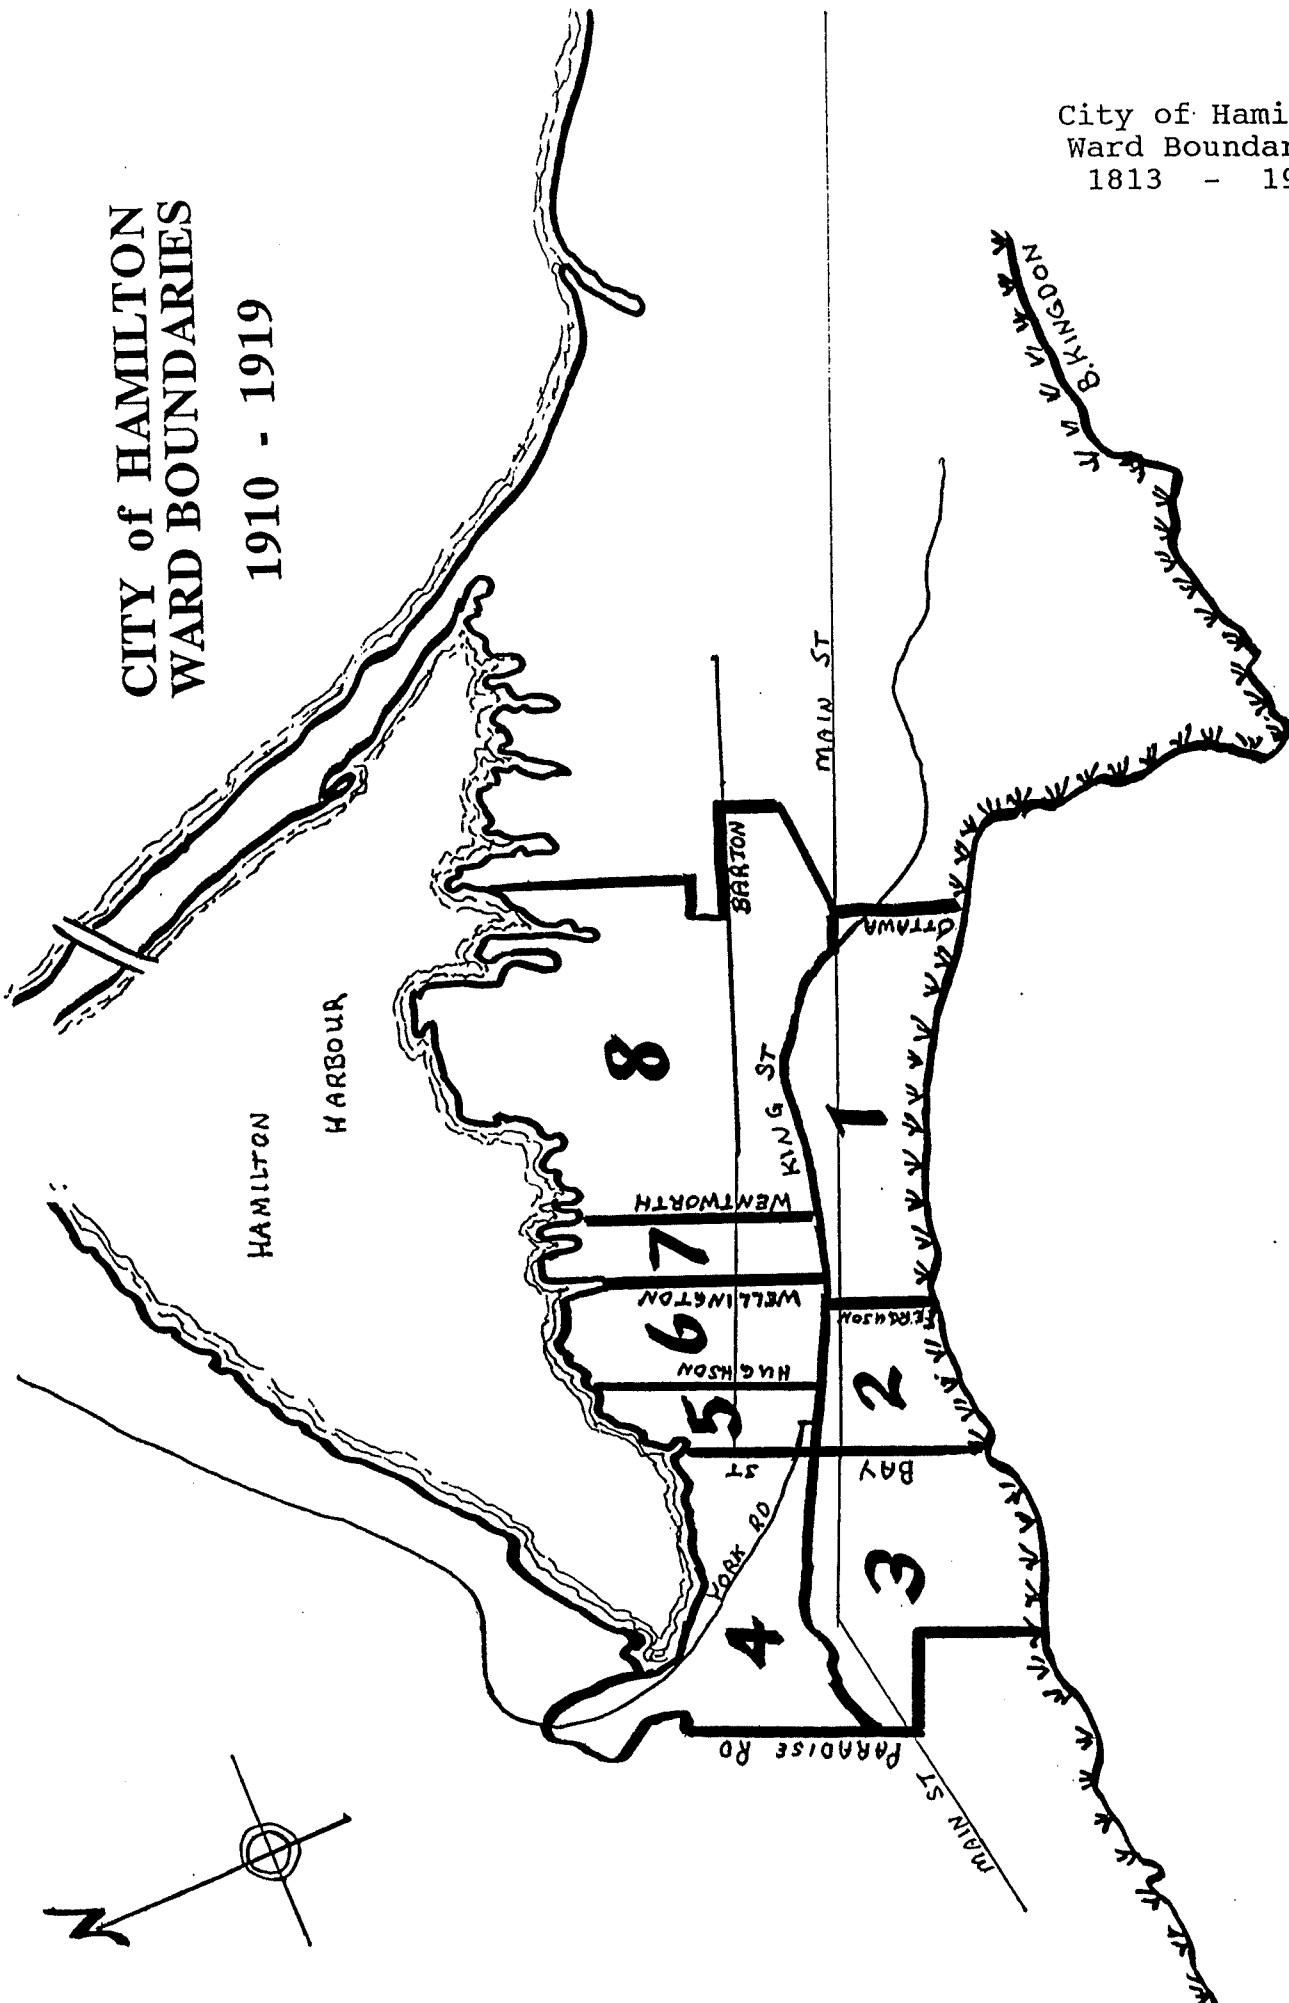 CITY of HAMILTON
WARD BOUNDARIES
1910 - 1919
City of Hami
Ward Boundar
1813 - 19
B. KINGDON
HAMILTON
HARBOUR
MAIN ST
BARTON
OTTAWA
KING ST
8
1
WENTWORTH
7
WELLINGTON
6
FERGUSON
HUGHSON
5
2
BAY
ST
YORK RD
4
3
PARADISE RD
MAIN ST
N